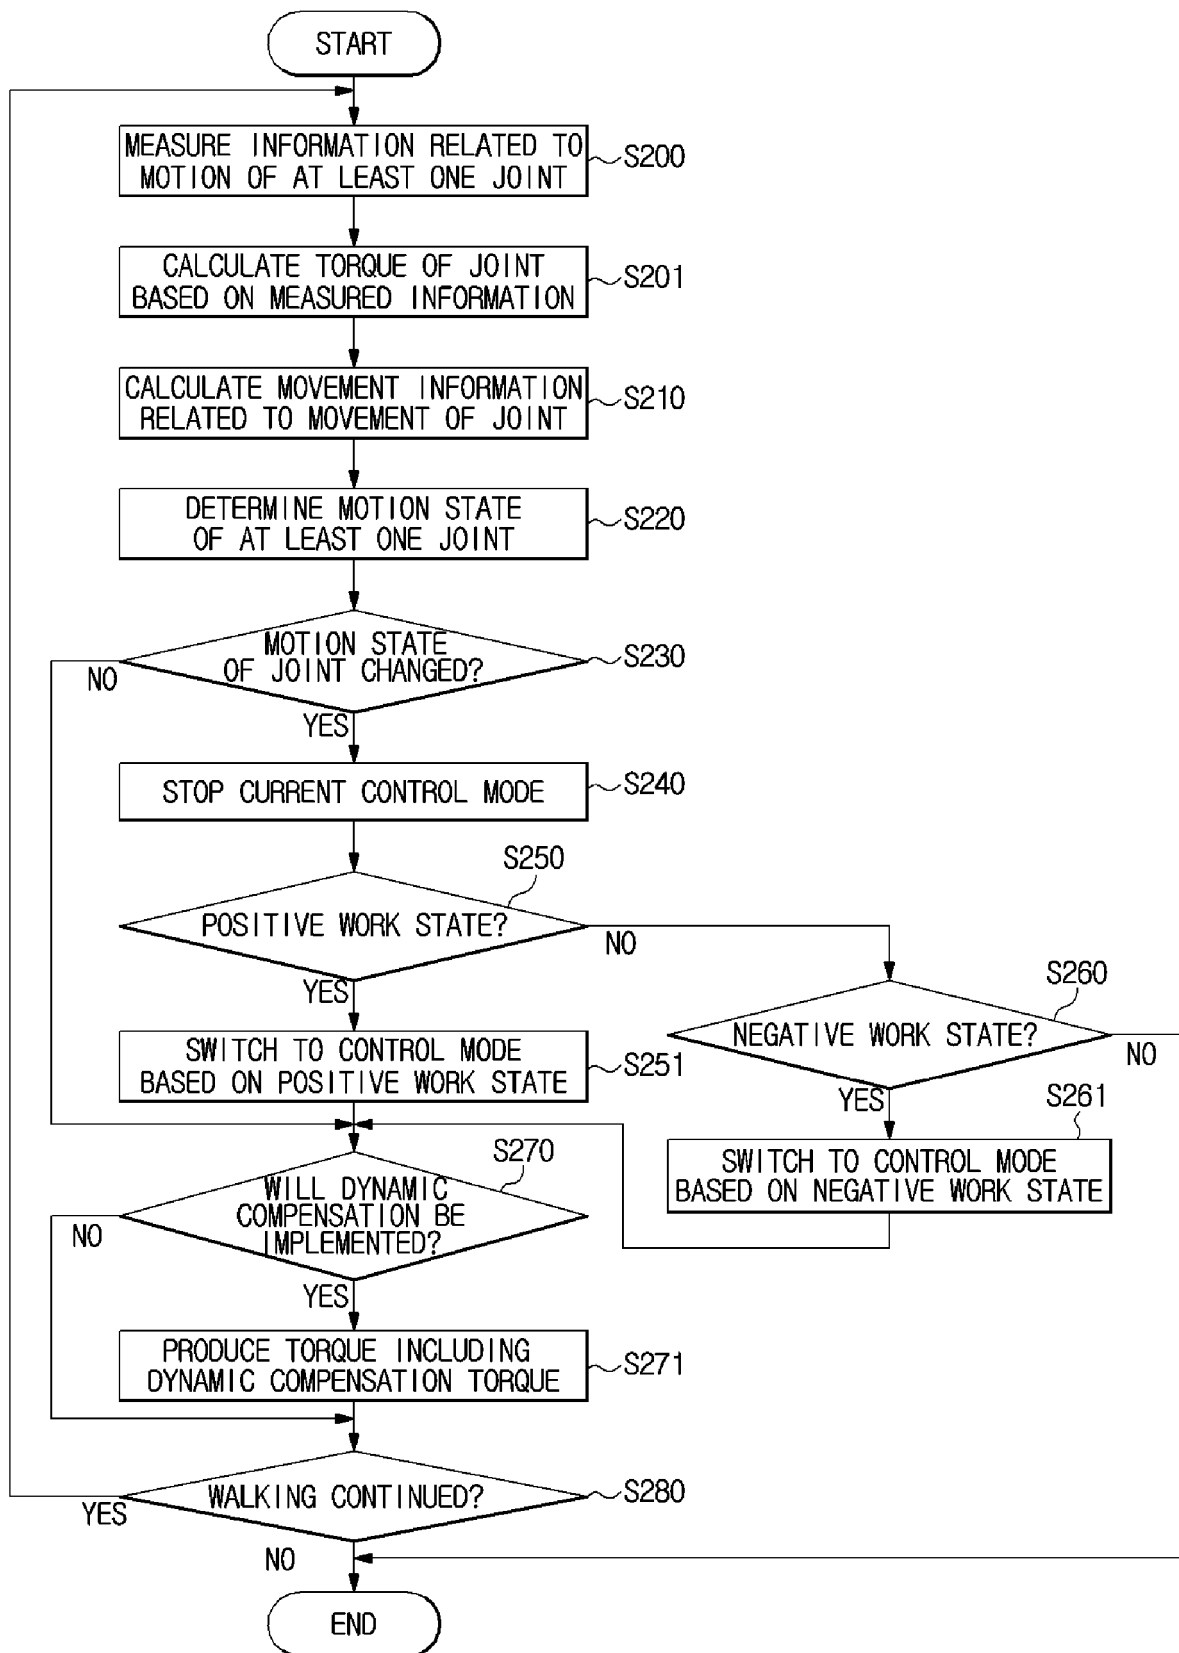 START
MEASURE INFORMATION RELATED TO
MOTION OF AT LEAST ONE JOINT
S200
CALCULATE TORQUE OF JOINT
BASED ON MEASURED INFORMATION
S201
CALCULATE MOVEMENT INFORMATION
RELATED TO MOVEMENT OF JOINT
S210
DETERMINE MOTION STATE
OF AT LEAST ONE JOINT
S220
MOTION STATE
OF JOINT CHANGED?
S230
NO
YES
STOP CURRENT CONTROL MODE
S240
S250
POSITIVE WORK STATE?
NO
YES
S260
NEGATIVE WORK STATE?
NO
YES
SWITCH TO CONTROL MODE
BASED ON POSITIVE WORK STATE
S251
S261
SWITCH TO CONTROL MODE
BASED ON NEGATIVE WORK STATE
S270
WILL DYNAMIC
COMPENSATION BE
IMPLEMENTED?
NO
YES
PRODUCE TORQUE INCLUDING
DYNAMIC COMPENSATION TORQUE
S271
WALKING CONTINUED?
S280
YES
NO
END